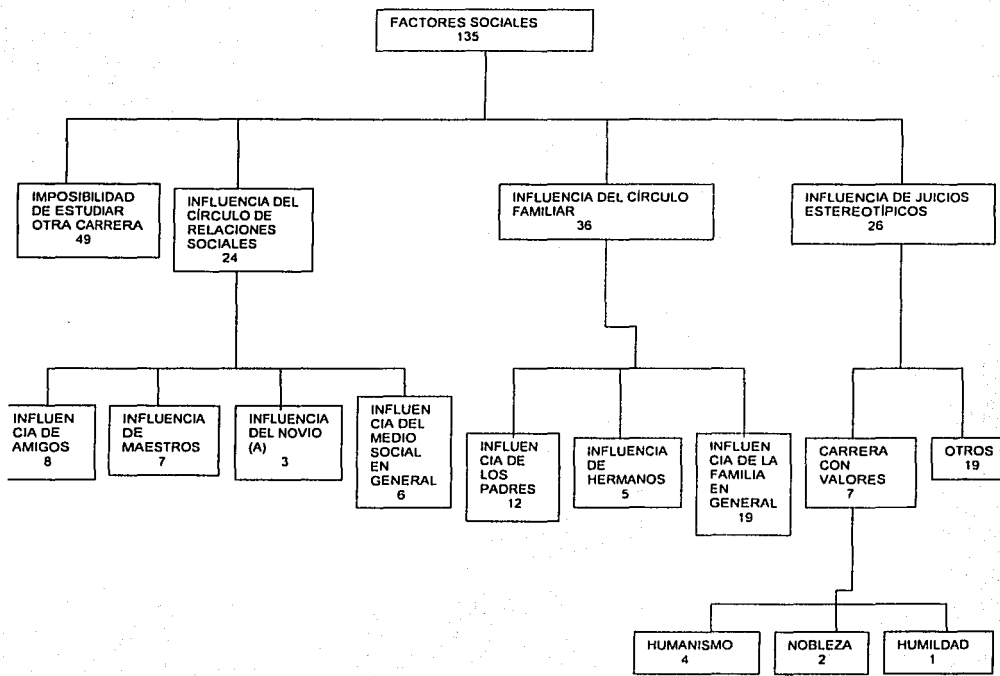 FACTORES SOCIALES
135
IMPOSIBILIDAD
DE ESTUDIAR
OTRA CARRERA
49
INFLUENCIA DEL
CÍRCULO DE
RELACIONES
SOCIALES
24
INFLUENCIA DEL CÍRCULO
FAMILIAR
36
INFLUENCIA DE JUICIOS
ESTEREOTÍPICOS
26
INFLUEN
CIA DE
AMIGOS
8
INFLUENCIA
DE
MAESTROS
7
INFLUENCIA
DEL NOVIO
(A)
3
INFLUEN
CIA DEL
MEDIO
SOCIAL
EN
GENERAL
6
INFLUEN
CIA DE
LOS
PADRES
12
INFLUENCIA
DE
HERMANOS
5
INFLUEN
CIA DE LA
FAMILIA
EN
GENERAL
19
CARRERA
CON
VALORES
7
OTROS
19
HUMANISMO
4
NOBLEZA
2
HUMILDAD
1